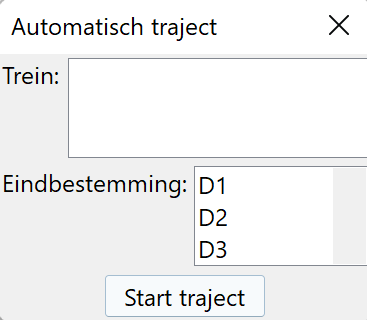 Automatisch traject
Trein:
Eindbestemming:
D1
D2
D3
Start traject